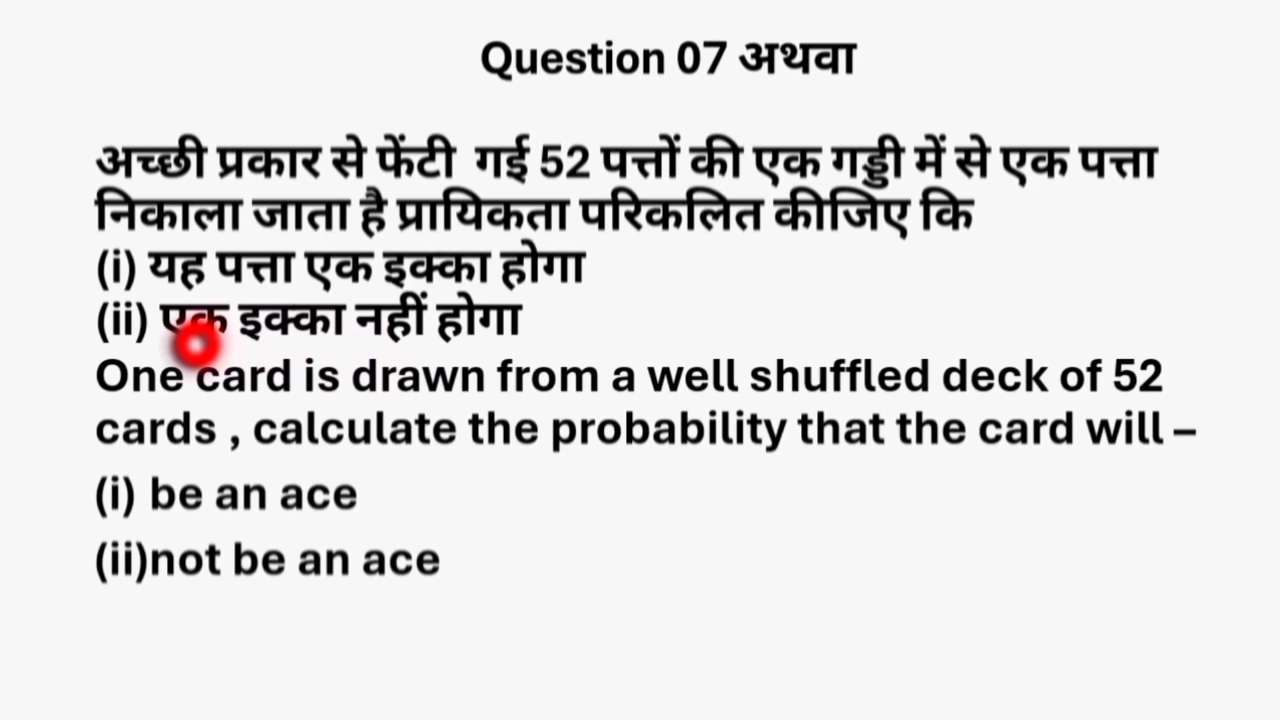 Question 07 अथवा
अच्छी प्रकार से फेंटी गई 52 पत्तों की एक गड्डी में से एक पत्ता
निकाला जाता है प्रायिकता परिकलित कीजिए कि
(i) यह पत्ता एक इक्का होगा
(ii) एक इक्का नहीं होगा
One card is drawn from a well shuffled deck of 52
cards , calculate the probability that the card will –
(i) be an ace
(ii)not be an ace